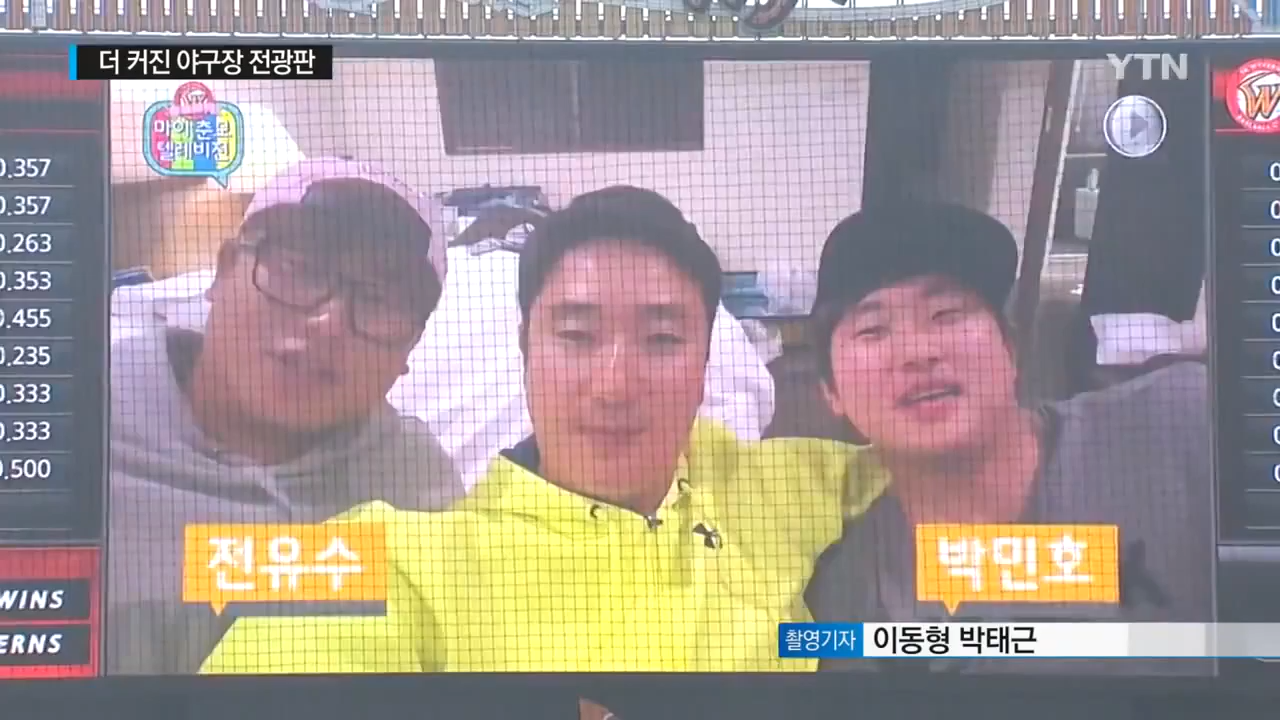 더 커진 야구장 전광판
YTN
마이 춘모
텔레비전
W
0.357
0.357
0.263
0.353
0.455
0.235
0.333
0.333
0.500
전유수
박민호
WINS
ERNS
촬영기자 이동형 박태근